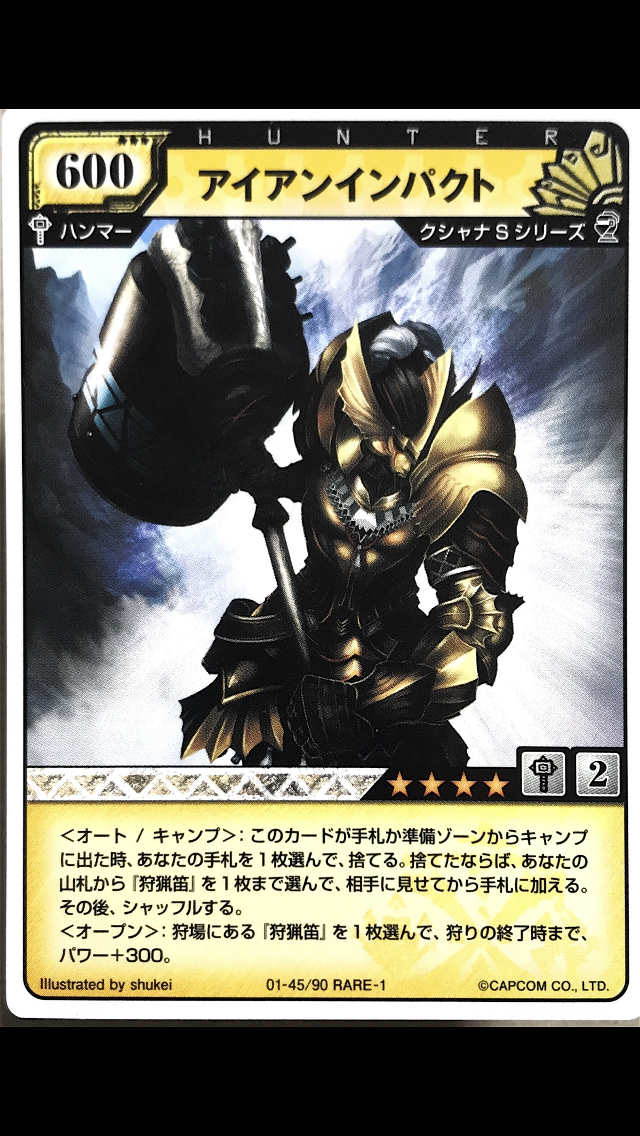 HUNTER
600
アイアンインパクト
ハンマー
クシャナSシリーズ
2
2
<オート / キャンプ>: このカードが手札か準備ゾーンからキャンプ
に出た時、あなたの手札を1枚選んで、捨てる。捨てたならば、あなたの
山札から『狩猟笛』を1枚まで選んで、相手に見せてから手札に加える。
その後、シャッフルする。
<オープン>: 狩場にある『狩猟笛』を1枚選んで、狩りの終了時まで、
パワー+300。
Illustrated by shukei
01-45/90 RARE-1
©CAPCOM CO., LTD.